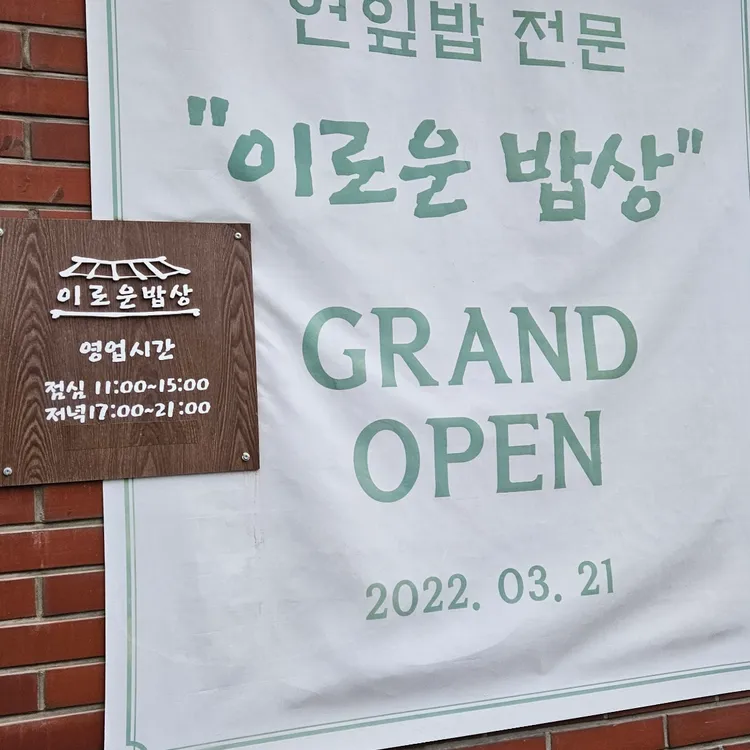 연잎밥 전문
"이로운 밥상"
GRAND
OPEN
2022. 03. 21
이로운밥상
영업시간
점심 11:00~15:00
저녁17:00~21:00